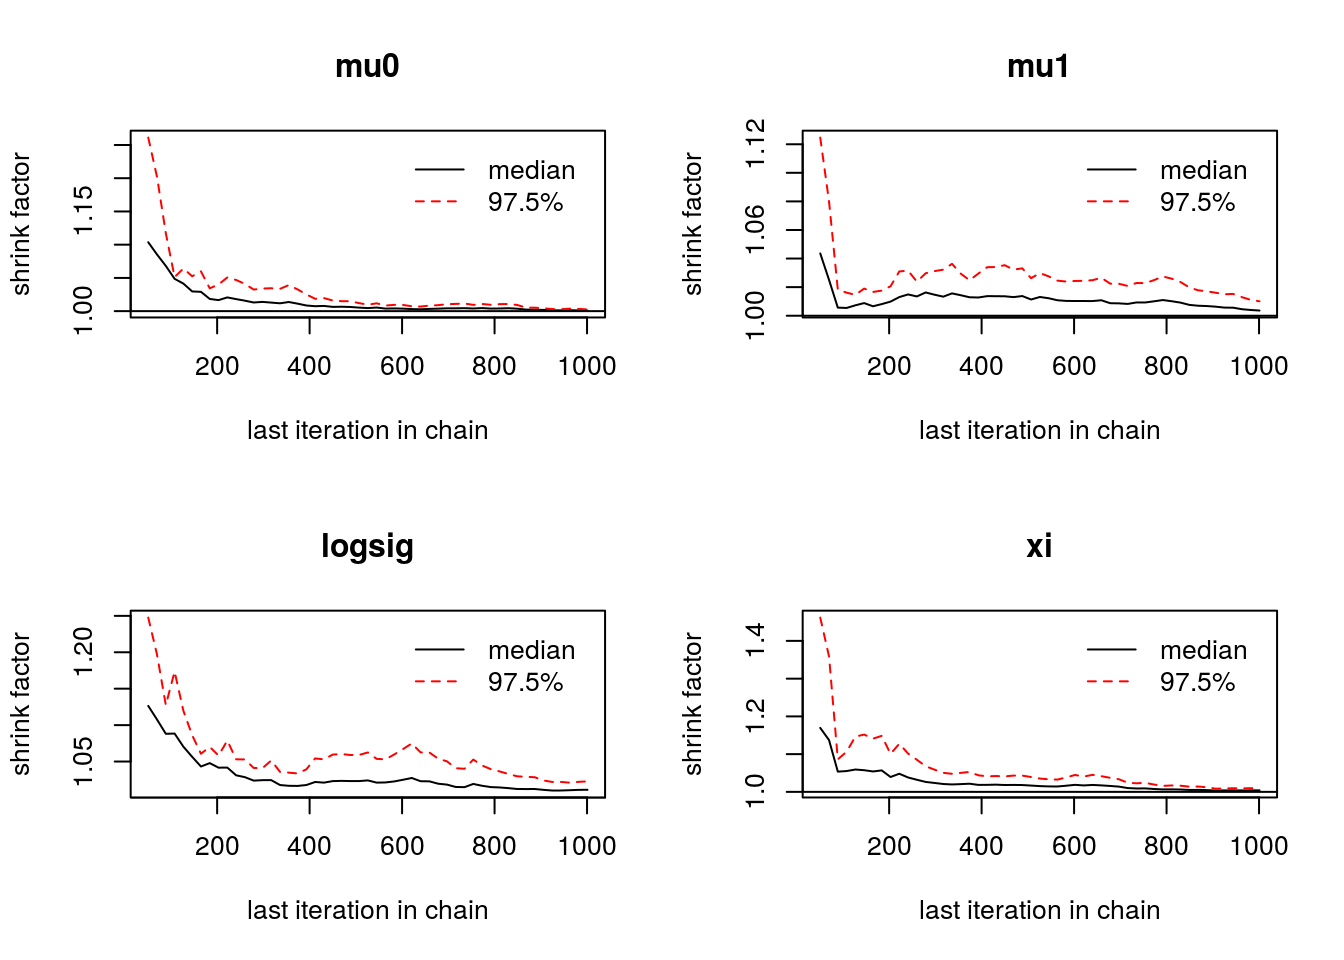 mu0
shrink factor
1.00 1.15
median
97.5%
200 400 600 800 1000
last iteration in chain
mu1
shrink factor
1.00 1.06 1.12
median
97.5%
200 400 600 800 1000
last iteration in chain
logsig
shrink factor
1.05 1.20
median
97.5%
200 400 600 800 1000
last iteration in chain
xi
shrink factor
1.0 1.2 1.4
median
97.5%
200 400 600 800 1000
last iteration in chain